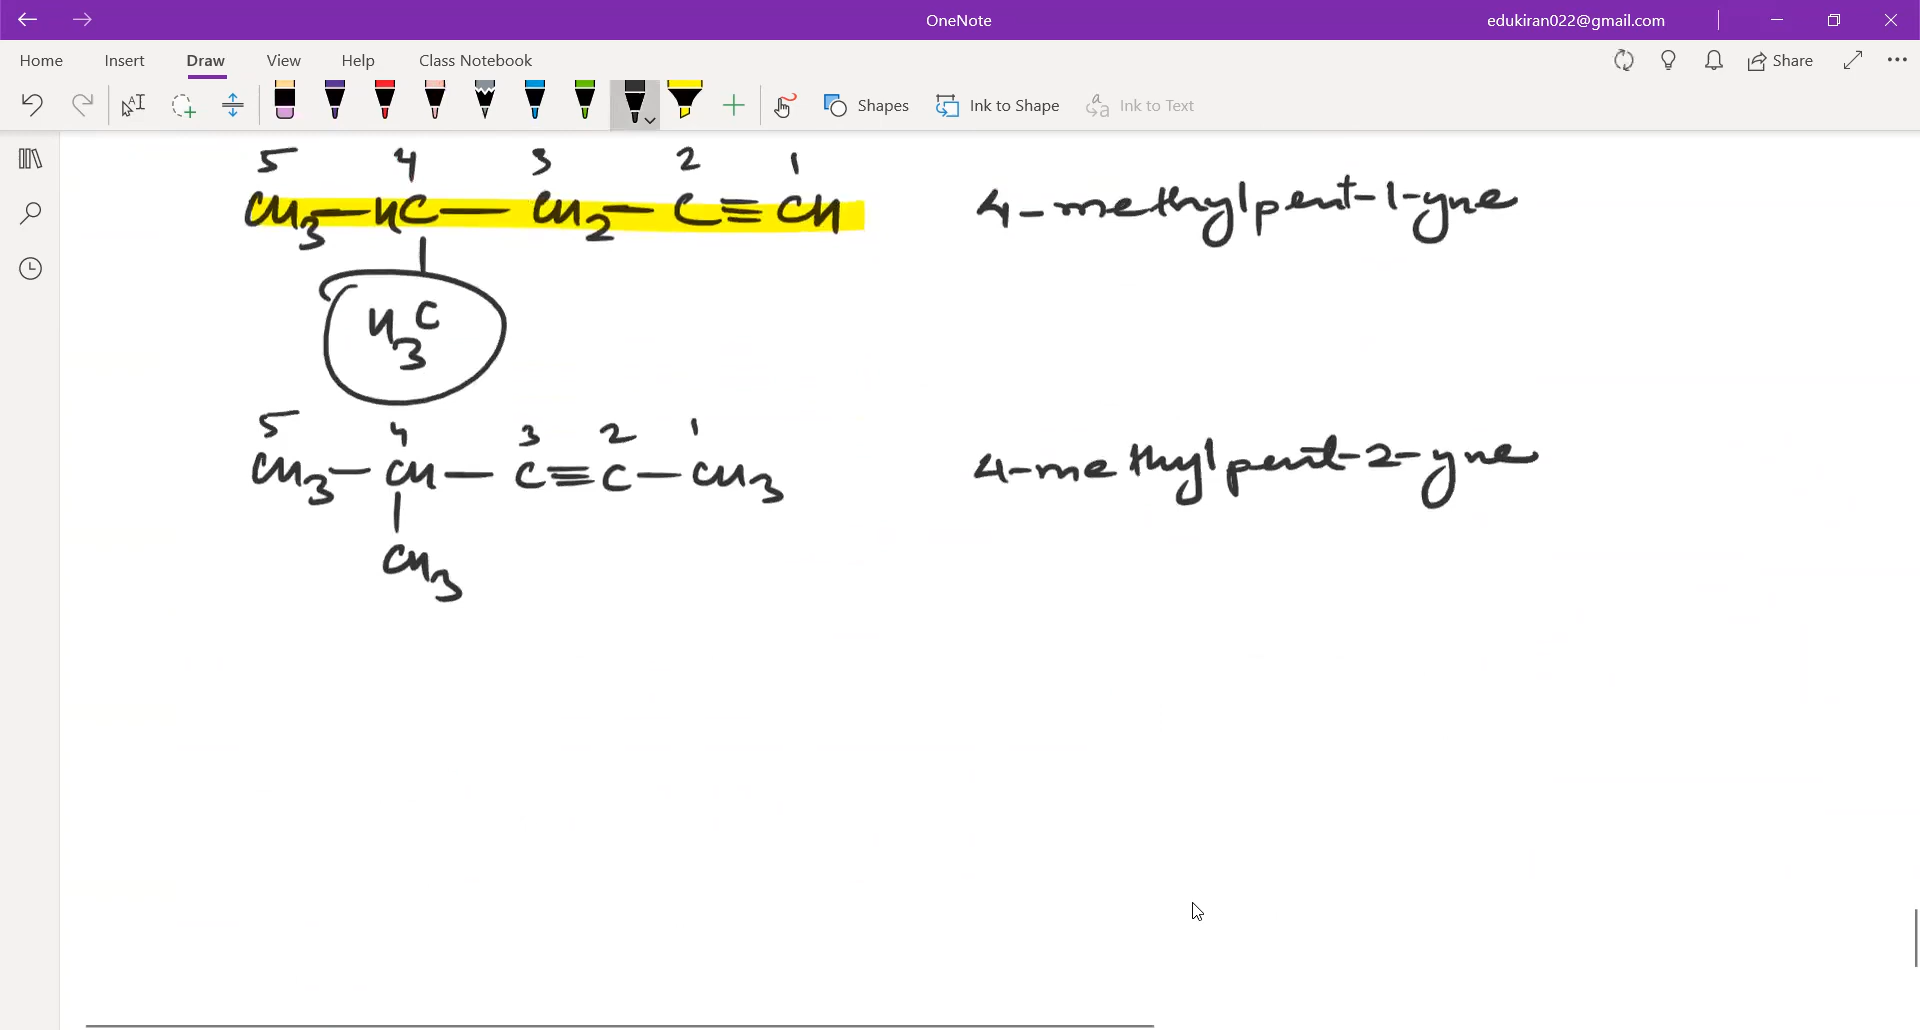 OneNote
edukiran022@gmail.com
Home Insert Draw View Help Class Notebook
Share
Shapes Ink to Shape Ink to Text
5 4 3 2 1
CH3—HC—CH2—C≡CH 4-methylpent-1-yne
H3C
5 4 3 2 1
CH3—CH—C≡C—CH3 4-methylpent-2-yne
CH3